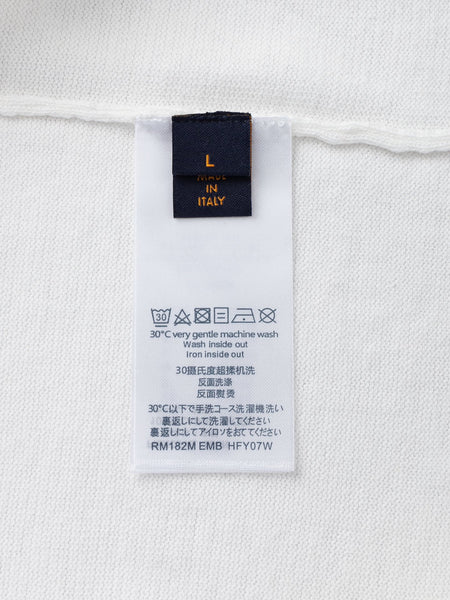 L
MADE
IN
ITALY
30
30°C very gentle machine wash
Wash inside out
Iron inside out
30摄氏度超揉机洗
反面洗涤
反面熨烫
30℃以下で手洗コース洗濯機洗い
裏返しにして洗濯してください
裏返しにしてアイロンをおててください
RM182M EMB HFY07W